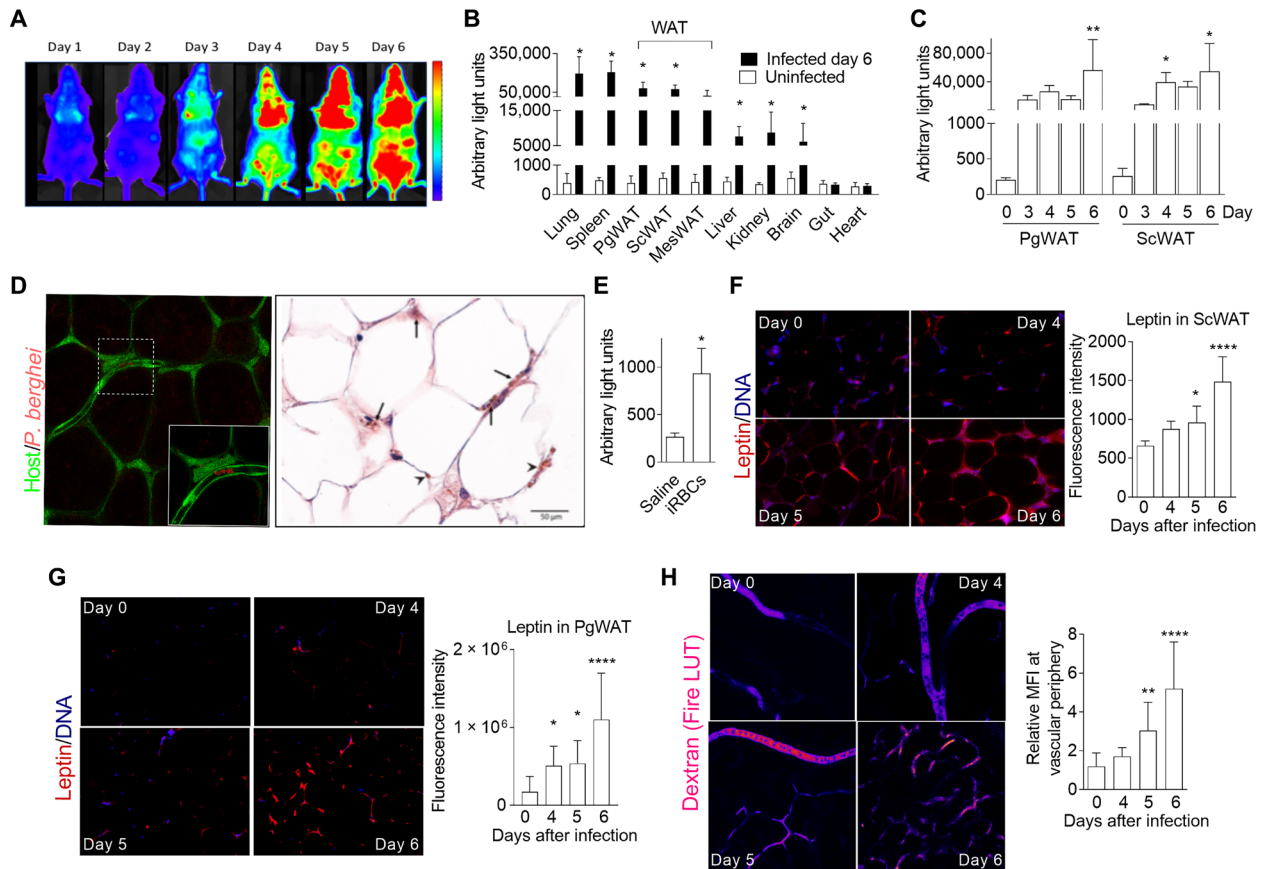 A
Day 1 Day 2 Day 3 Day 4 Day 5 Day 6
B
WAT
Infected day 6
Uninfected
Arbitrary light units
350,000
50,000
15,000
5000
1000
500
0
* * * * * * *
Lung Spleen PgWAT ScWAT MesWAT Liver Kidney Brain Gut Heart
C
Arbitrary light units
80,000
40,000
1000
500
0
** * *
0 3 4 5 6 0 3 4 5 6 Day
PgWAT ScWAT
D
Host/P. berghei
50 µm
E
Arbitrary light units
1000
500
0
*
Saline iRBCs
F
Leptin/DNA
Day 0 Day 4
Day 5 Day 6
Leptin in ScWAT
Fluorescence intensity
2000
1500
1000
500
0
* ****
0 4 5 6
Days after infection
G
Leptin/DNA
Day 0 Day 4
Day 5 Day 6
Leptin in PgWAT
Fluorescence intensity
2 × 10⁶
1 × 10⁶
0
* * ****
0 4 5 6
Days after infection
H
Dextran (Fire LUT)
Day 0 Day 4
Day 5 Day 6
Relative MFI at
vascular periphery
8
6
4
2
0
** ****
0 4 5 6
Days after infection